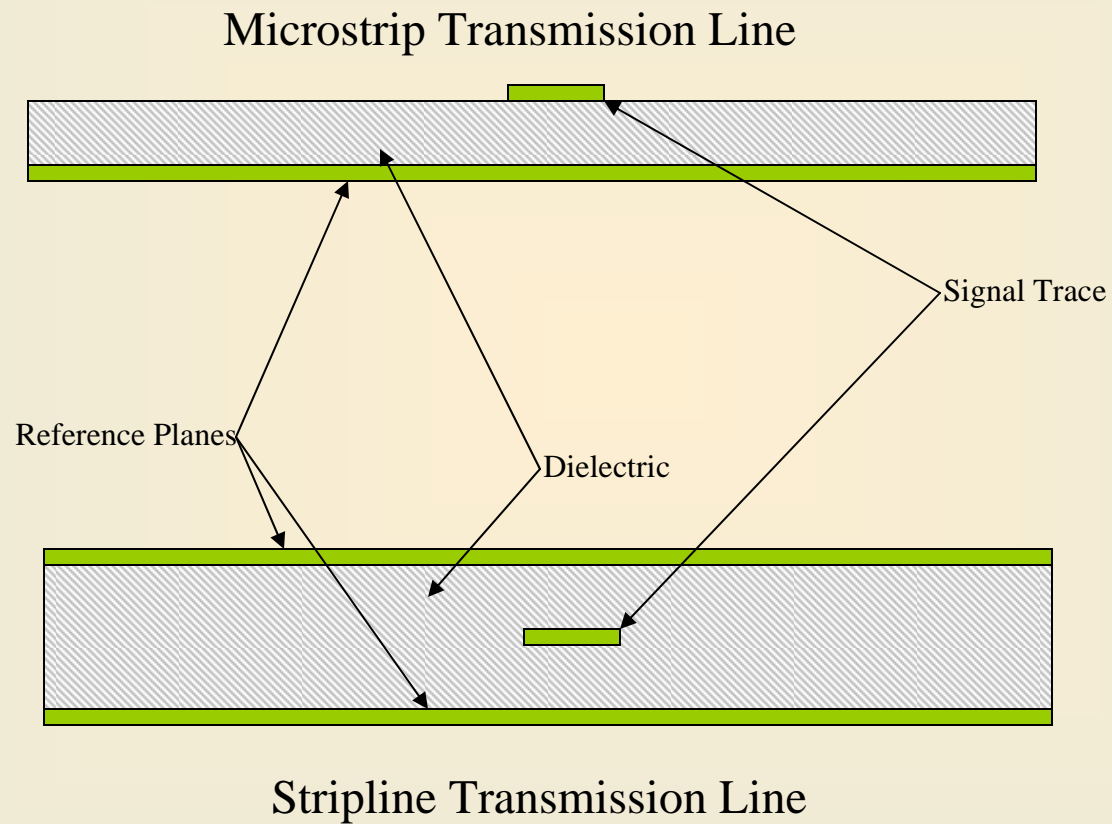 Microstrip Transmission Line
Signal Trace
Reference Planes
Dielectric
Stripline Transmission Line